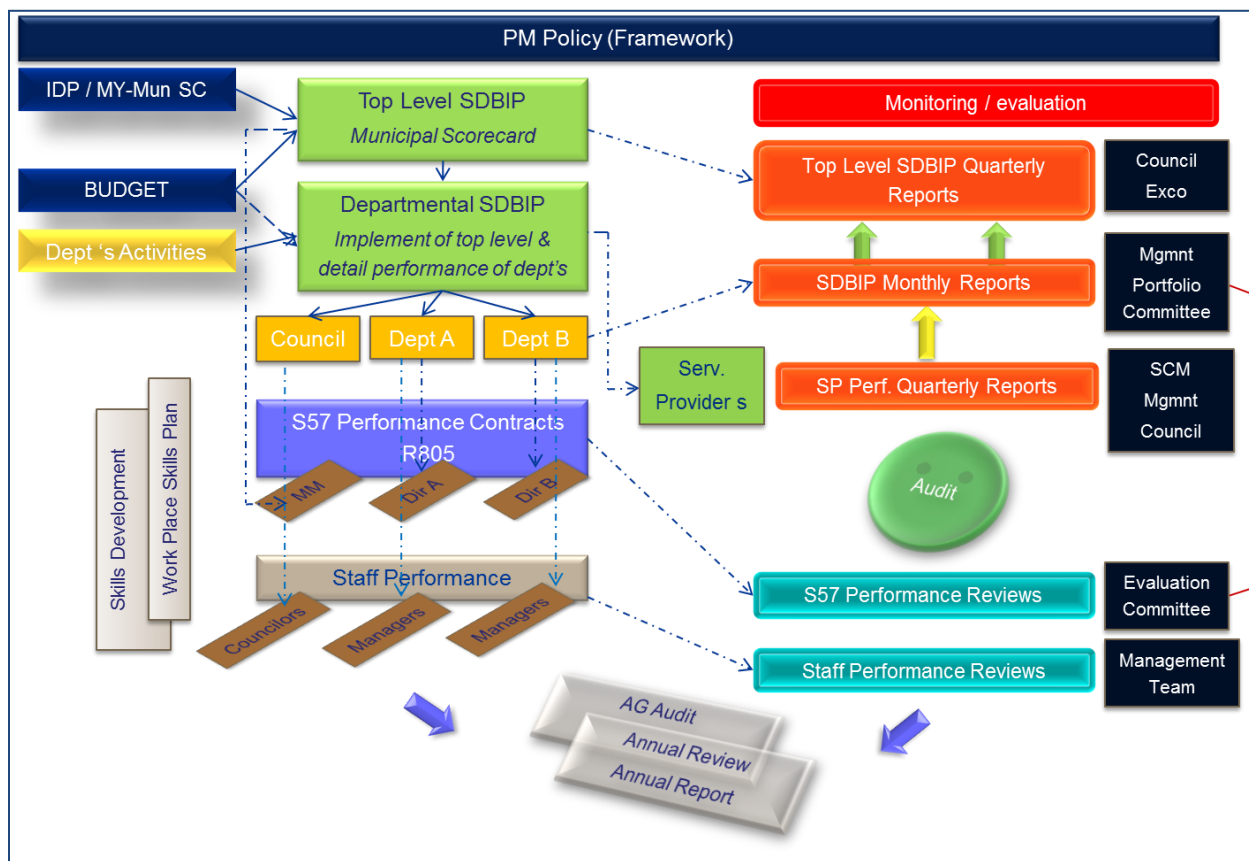 PM Policy (Framework)
IDP / MY-Mun SC
BUDGET
Dept ‘s Activities
Top Level SDBIP
Municipal Scorecard
Departmental SDBIP
Implement of top level &
detail performance of dept’s
Council
Dept A
Dept B
Serv.
Provider s
S57 Performance Contracts
R805
MM
Dir A
Dir B
Skills Development
Work Place Skills Plan
Staff Performance
Councilors
Managers
Managers
Monitoring / evaluation
Top Level SDBIP Quarterly
Reports
Council
Exco
SDBIP Monthly Reports
Mgmnt
Portfolio
Committee
SP Perf. Quarterly Reports
SCM
Mgmnt
Council
Audit
S57 Performance Reviews
Evaluation
Committee
Staff Performance Reviews
Management
Team
AG Audit
Annual Review
Annual Report